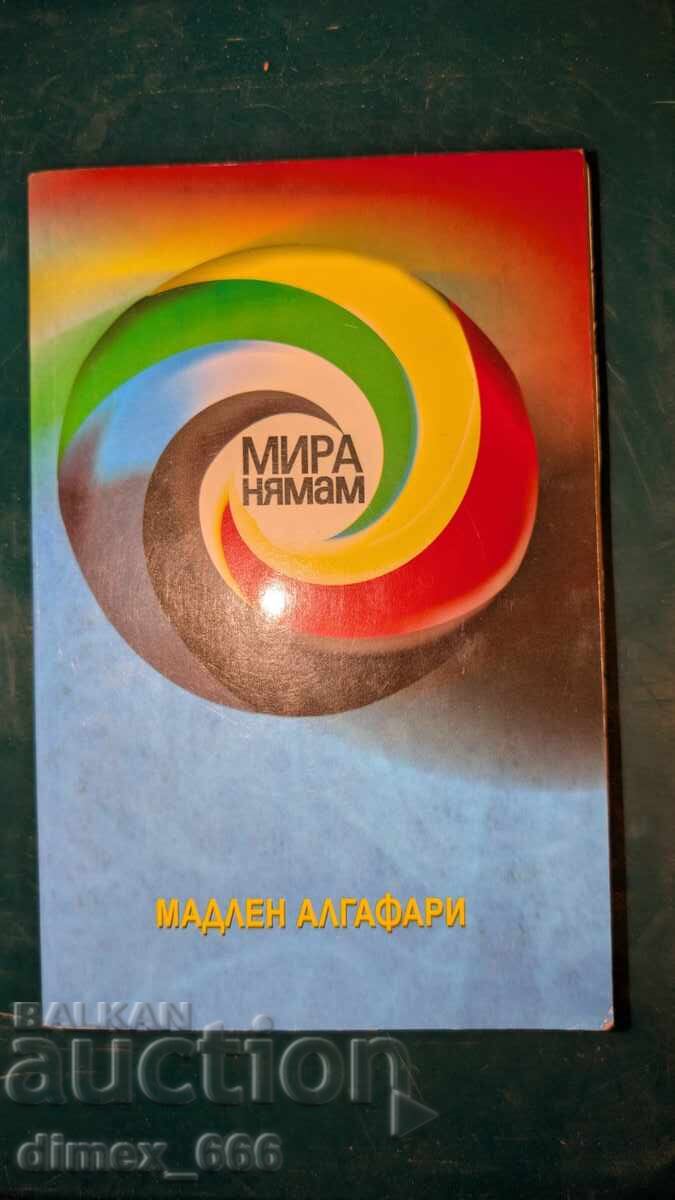 МИРА
НЯМАМ
МАДЛЕН АЛГАФАРИ
BALKAN
auction
dimex_666